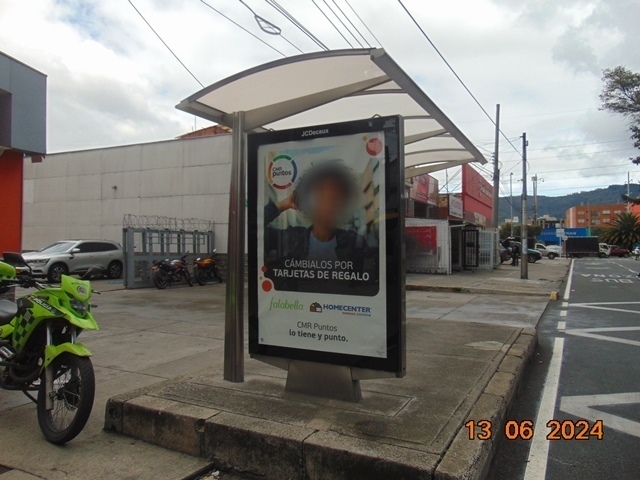 JCDecaux
CMR
puntos
CÁMBIALOS POR
TARJETAS DE REGALO
falabella
HOMECENTER
CMR Puntos
lo tiene y punto.
13 06 2024